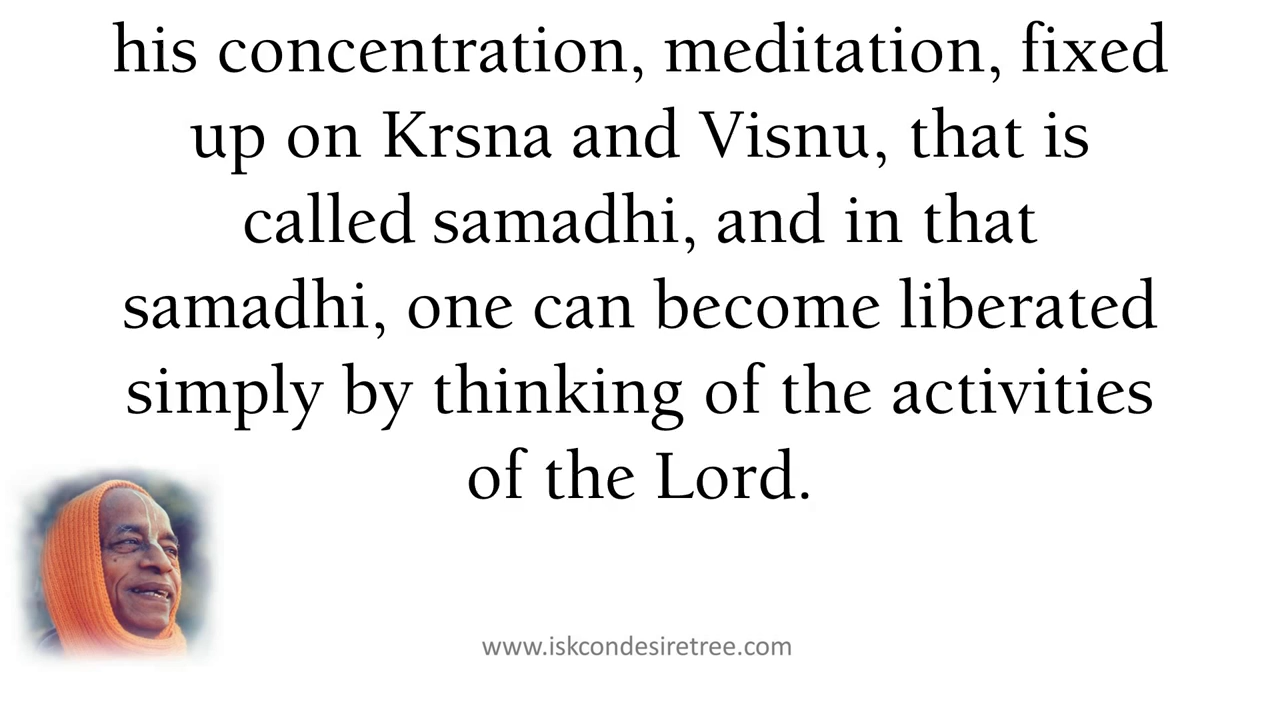 his concentration, meditation, fixed
up on Krsna and Visnu, that is
called samadhi, and in that
samadhi, one can become liberated
simply by thinking of the activities
of the Lord.
www.iskcondesiretree.com